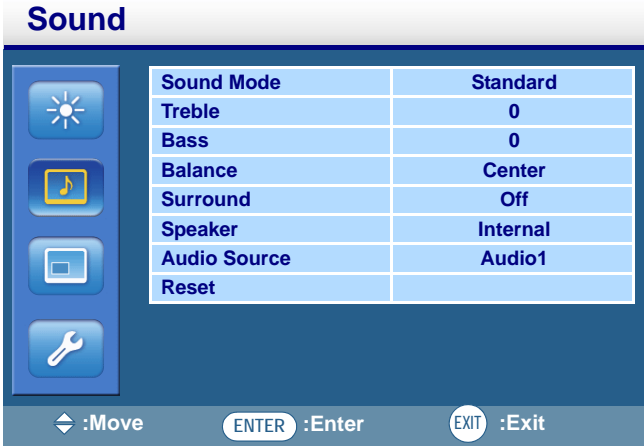 Sound
Sound Mode Standard
Treble 0
Bass 0
Balance Center
Surround Off
Speaker Internal
Audio Source Audio1
Reset
:Move ENTER :Enter EXIT :Exit